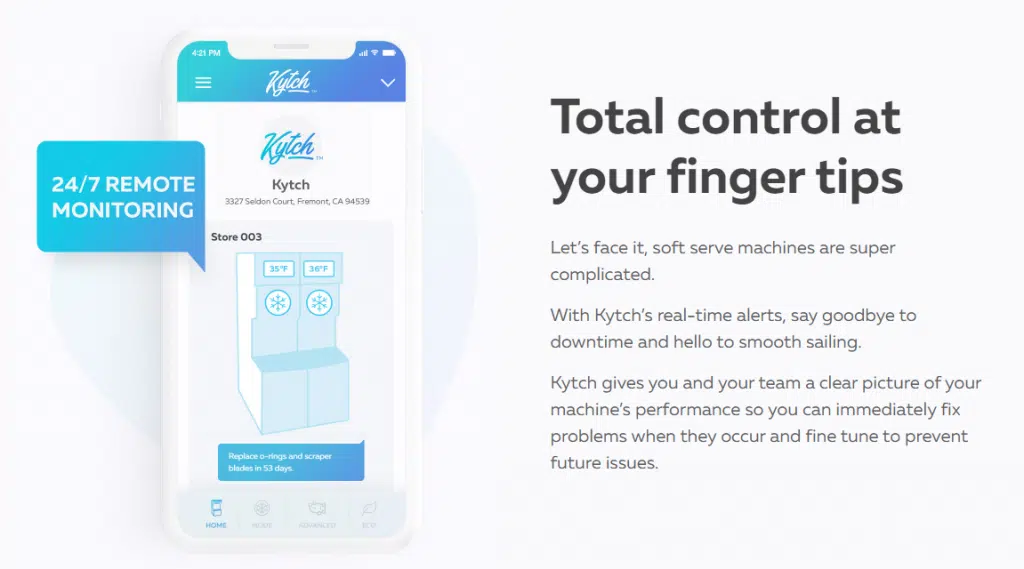 4:21 PM
Kytch™
Kytch™
Kytch
3327 Seldon Court, Fremont, CA 94539
24/7 REMOTE
MONITORING
Store 003
35°F 36°F
Replace o-rings and scraper
blades in 53 days.
HOME MODE ADVANCED ECO
Total control at
your finger tips
Let’s face it, soft serve machines are super
complicated.
With Kytch’s real-time alerts, say goodbye to
downtime and hello to smooth sailing.
Kytch gives you and your team a clear picture of your
machine’s performance so you can immediately fix
problems when they occur and fine tune to prevent
future issues.